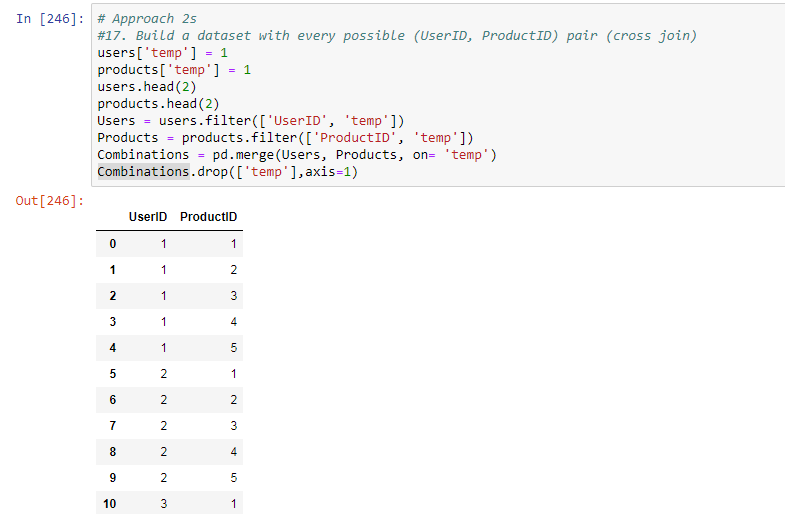 In [246]: # Approach 2s
#17. Build a dataset with every possible (UserID, ProductID) pair (cross join)
users['temp'] = 1
products['temp'] = 1
users.head(2)
products.head(2)
Users = users.filter(['UserID', 'temp'])
Products = products.filter(['ProductID', 'temp'])
Combinations = pd.merge(Users, Products, on= 'temp')
Combinations.drop(['temp'],axis=1)
Out[246]:
UserID ProductID
0 1 1
1 1 2
2 1 3
3 1 4
4 1 5
5 2 1
6 2 2
7 2 3
8 2 4
9 2 5
10 3 1